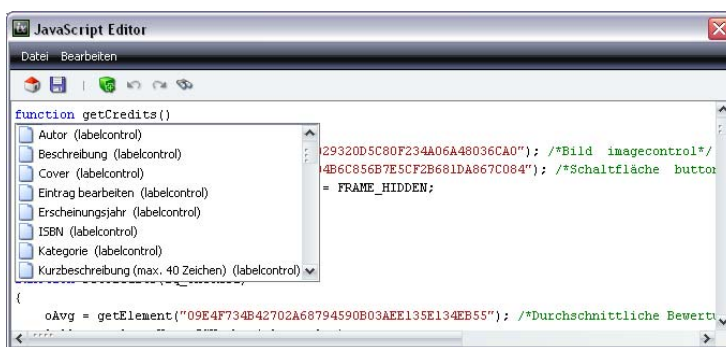 JavaScript Editor
Datei Bearbeiten
function getCredits()
Autor (labelcontrol)
Beschreibung (labelcontrol)
29320D5C80F234A06A48036CA0"); /*Bild imagecontrol*/
Cover (labelcontrol)
4B6C856B7E5CF2B681DA867C084"); /*Schaltfläche button
Eintrag bearbeiten (labelcontrol)
= FRAME_HIDDEN;
Erscheinungsjahr (labelcontrol)
ISBN (labelcontrol)
Kategorie (labelcontrol)
Kurzbeschreibung (max. 40 Zeichen) (labelcontrol)
{
oAvg = getElement("09E4F734B42702A68794590B03AEE135E134EB55"); /*Durchschnittliche Bewert